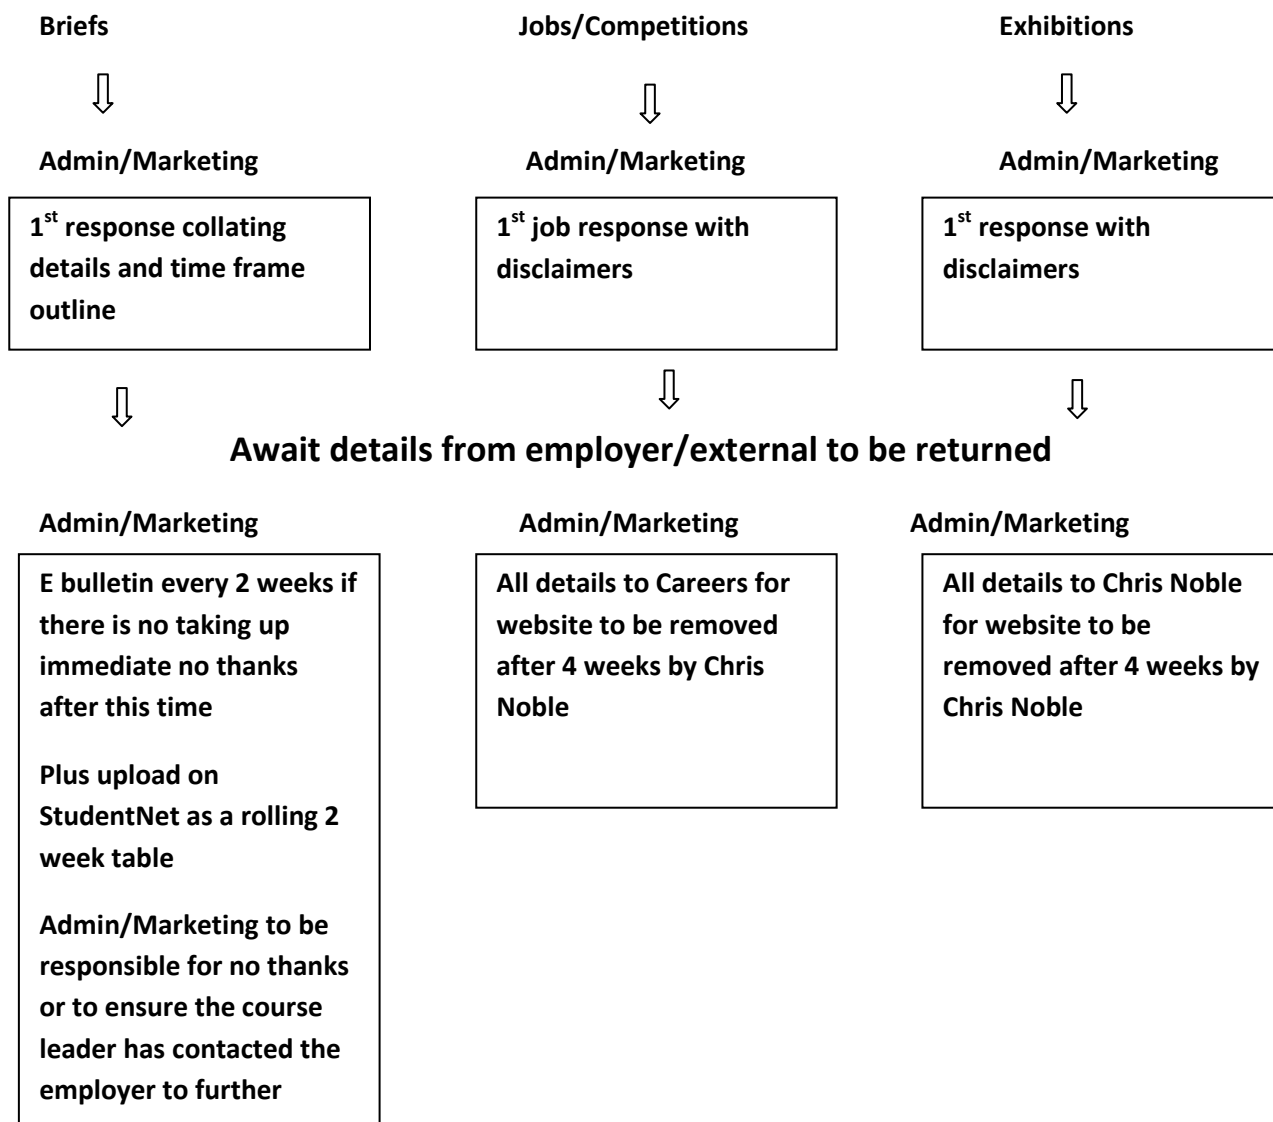 Briefs
Jobs/Competitions
Exhibitions
Admin/Marketing
Admin/Marketing
Admin/Marketing
1st response collating
details and time frame
outline
1st job response with
disclaimers
1st response with
disclaimers
Await details from employer/external to be returned
Admin/Marketing
Admin/Marketing
Admin/Marketing
E bulletin every 2 weeks if
there is no taking up
immediate no thanks
after this time
Plus upload on
StudentNet as a rolling 2
week table
Admin/Marketing to be
responsible for no thanks
or to ensure the course
leader has contacted the
employer to further
All details to Careers for
website to be removed
after 4 weeks by Chris
Noble
All details to Chris Noble
for website to be
removed after 4 weeks by
Chris Noble